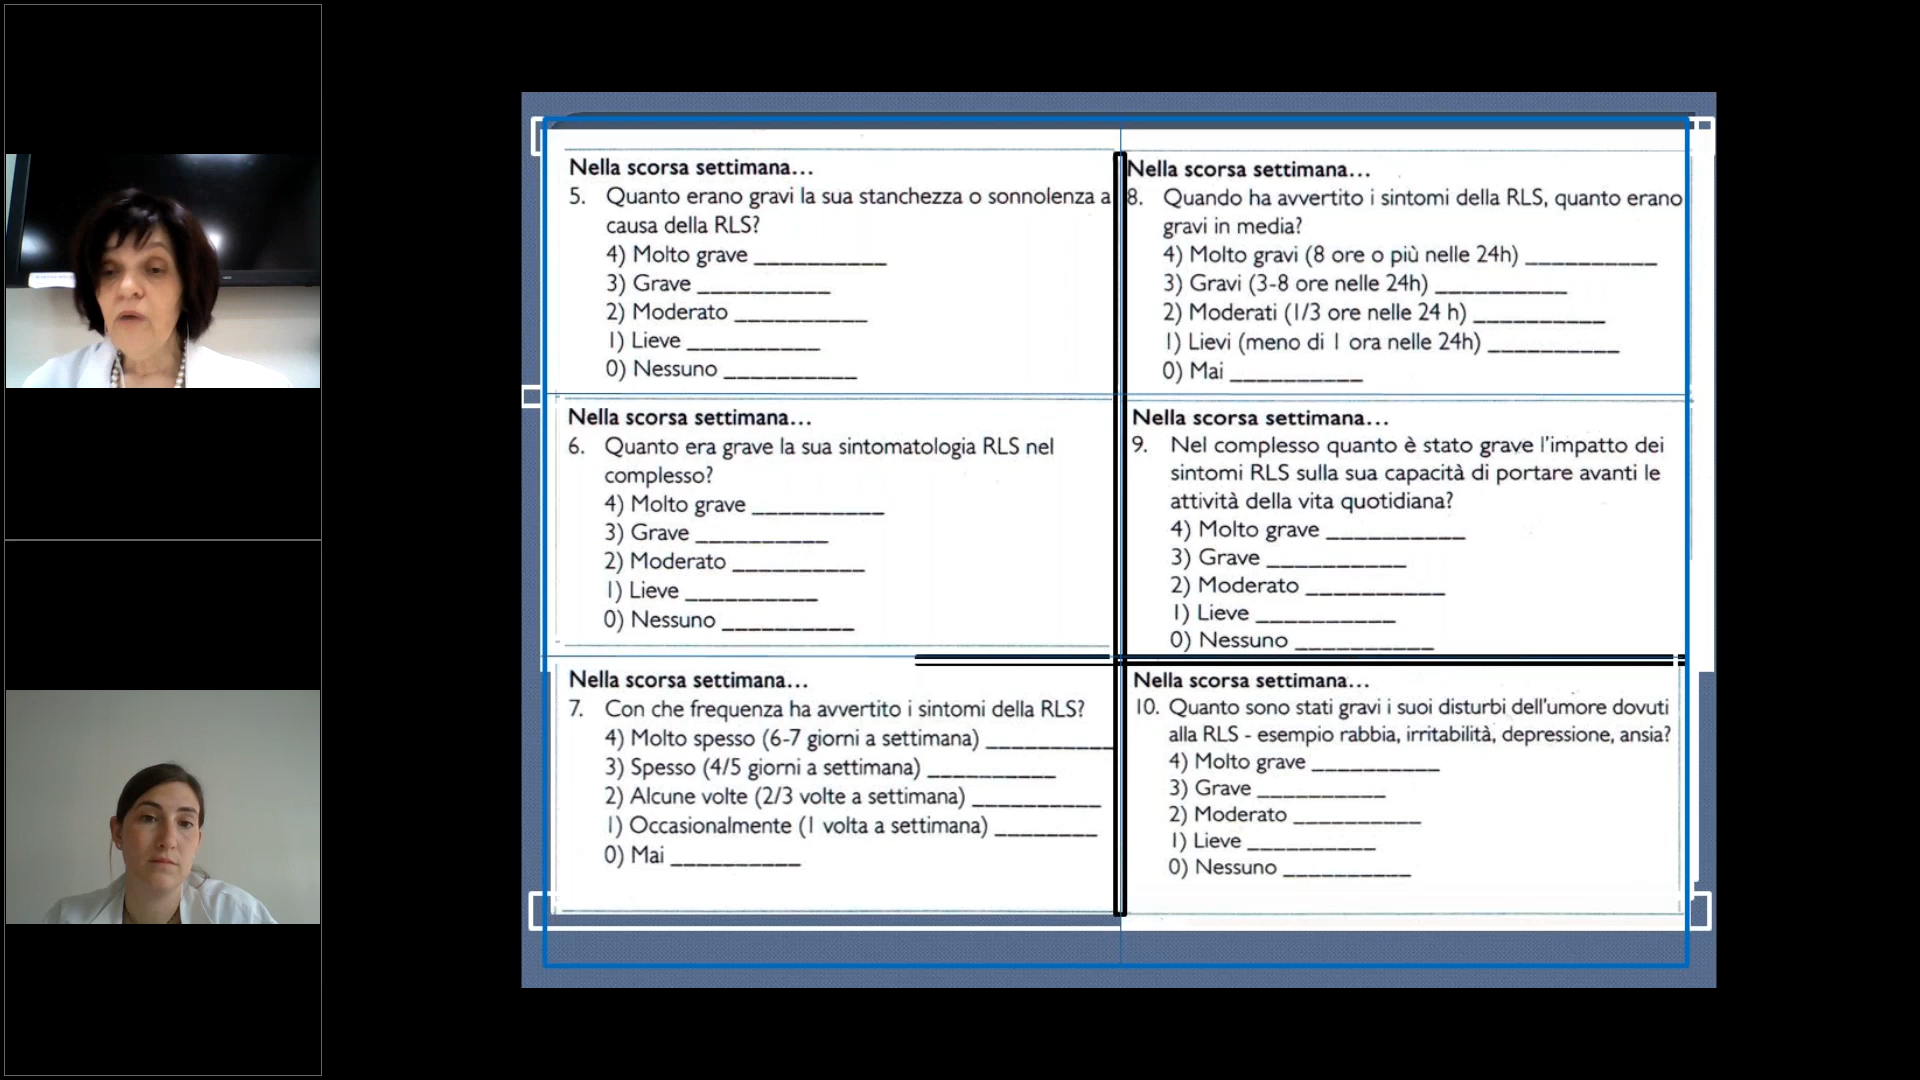 Nella scorsa settimana...
5. Quanto erano gravi la sua stanchezza o sonnolenza a
causa della RLS?
4) Molto grave __________
3) Grave __________
2) Moderato __________
1) Lieve __________
0) Nessuno __________
Nella scorsa settimana...
6. Quanto era grave la sua sintomatologia RLS nel
complesso?
4) Molto grave __________
3) Grave __________
2) Moderato __________
1) Lieve __________
0) Nessuno __________
Nella scorsa settimana...
7. Con che frequenza ha avvertito i sintomi della RLS?
4) Molto spesso (6-7 giorni a settimana) __________
3) Spesso (4/5 giorni a settimana) __________
2) Alcune volte (2/3 volte a settimana) __________
1) Occasionalmente (1 volta a settimana) ________
0) Mai __________
Nella scorsa settimana...
8. Quando ha avvertito i sintomi della RLS, quanto erano
gravi in media?
4) Molto gravi (8 ore o più nelle 24h) __________
3) Gravi (3-8 ore nelle 24h) __________
2) Moderati (1/3 ore nelle 24 h) __________
1) Lievi (meno di 1 ora nelle 24h) __________
0) Mai __________
Nella scorsa settimana...
9. Nel complesso quanto è stato grave l'impatto dei
sintomi RLS sulla sua capacità di portare avanti le
attività della vita quotidiana?
4) Molto grave __________
3) Grave __________
2) Moderato __________
1) Lieve __________
0) Nessuno __________
Nella scorsa settimana...
10. Quanto sono stati gravi i suoi disturbi dell'umore dovuti
alla RLS - esempio rabbia, irritabilità, depressione, ansia?
4) Molto grave __________
3) Grave __________
2) Moderato __________
1) Lieve __________
0) Nessuno __________